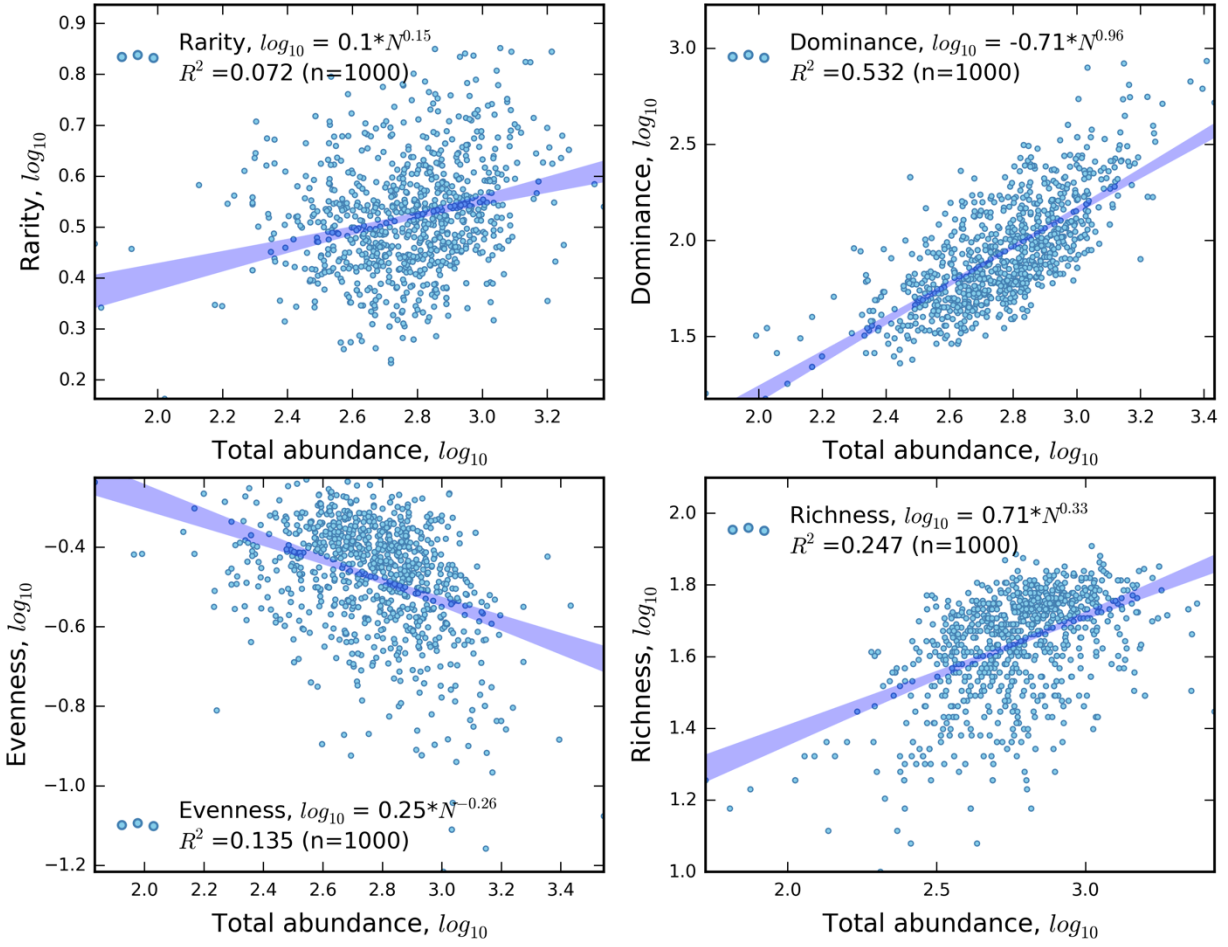 Rarity, log₁₀ = 0.1*N^0.15
R² =0.072 (n=1000)
0.9
0.8
0.7
0.6
0.5
0.4
0.3
0.2
Rarity, log₁₀
2.0 2.2 2.4 2.6 2.8 3.0 3.2
Total abundance, log₁₀
Dominance, log₁₀ = -0.71*N^0.96
R² =0.532 (n=1000)
3.0
2.5
2.0
1.5
Dominance, log₁₀
2.0 2.2 2.4 2.6 2.8 3.0 3.2 3.4
Total abundance, log₁₀
−0.4
−0.6
−0.8
−1.0
−1.2
Evenness, log₁₀
Evenness, log₁₀ = 0.25*N^−0.26
R² =0.135 (n=1000)
2.0 2.2 2.4 2.6 2.8 3.0 3.2 3.4
Total abundance, log₁₀
Richness, log₁₀ = 0.71*N^0.33
R² =0.247 (n=1000)
2.0
1.8
1.6
1.4
1.2
1.0
Richness, log₁₀
2.0 2.5 3.0
Total abundance, log₁₀